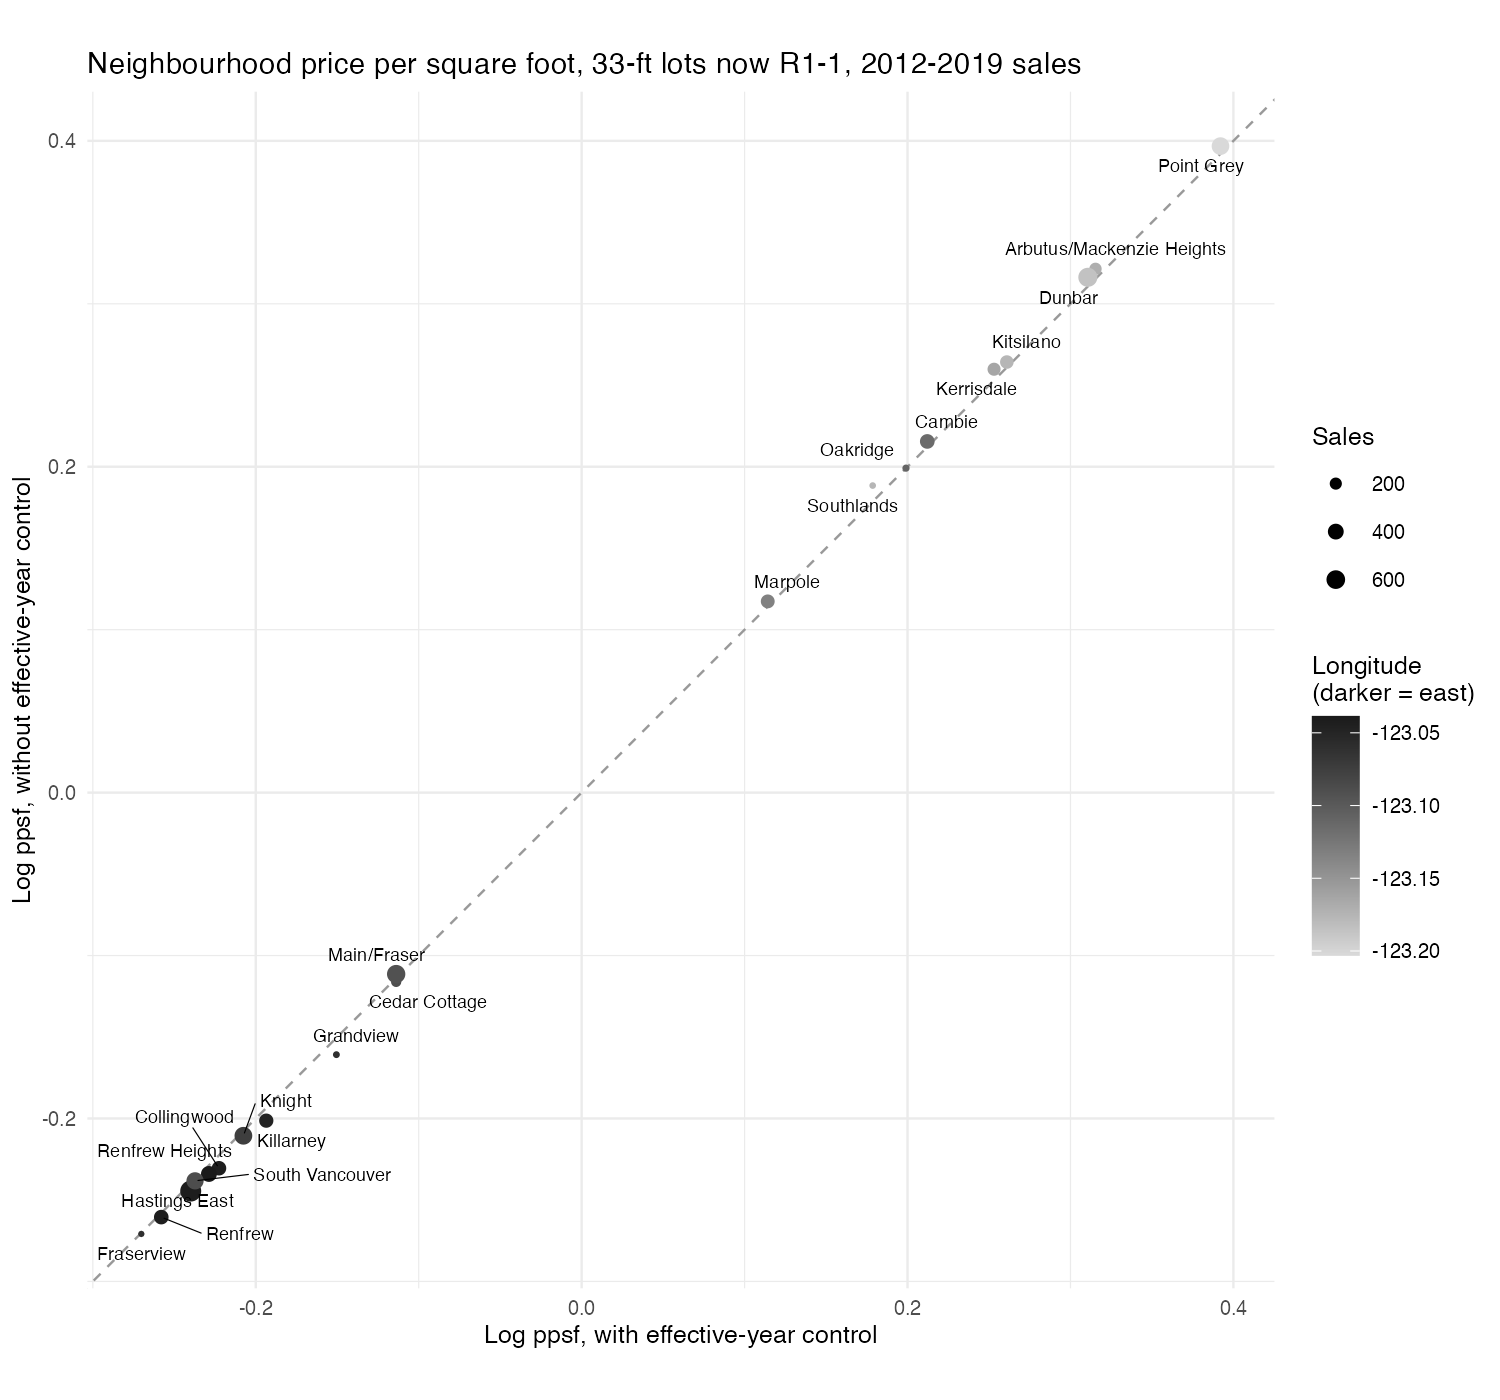 Neighbourhood price per square foot, 33-ft lots now R1-1, 2012-2019 sales
Log ppsf, without effective-year control
0.4
0.2
0.0
-0.2
Point Grey
Arbutus/Mackenzie Heights
Dunbar
Kitsilano
Kerrisdale
Cambie
Oakridge
Southlands
Marpole
Main/Fraser
Cedar Cottage
Grandview
Knight
Collingwood
Killarney
Renfrew Heights
South Vancouver
Hastings East
Renfrew
Fraserview
-0.2
0.0
0.2
0.4
Log ppsf, with effective-year control
Sales
200
400
600
Longitude
(darker = east)
-123.05
-123.10
-123.15
-123.20